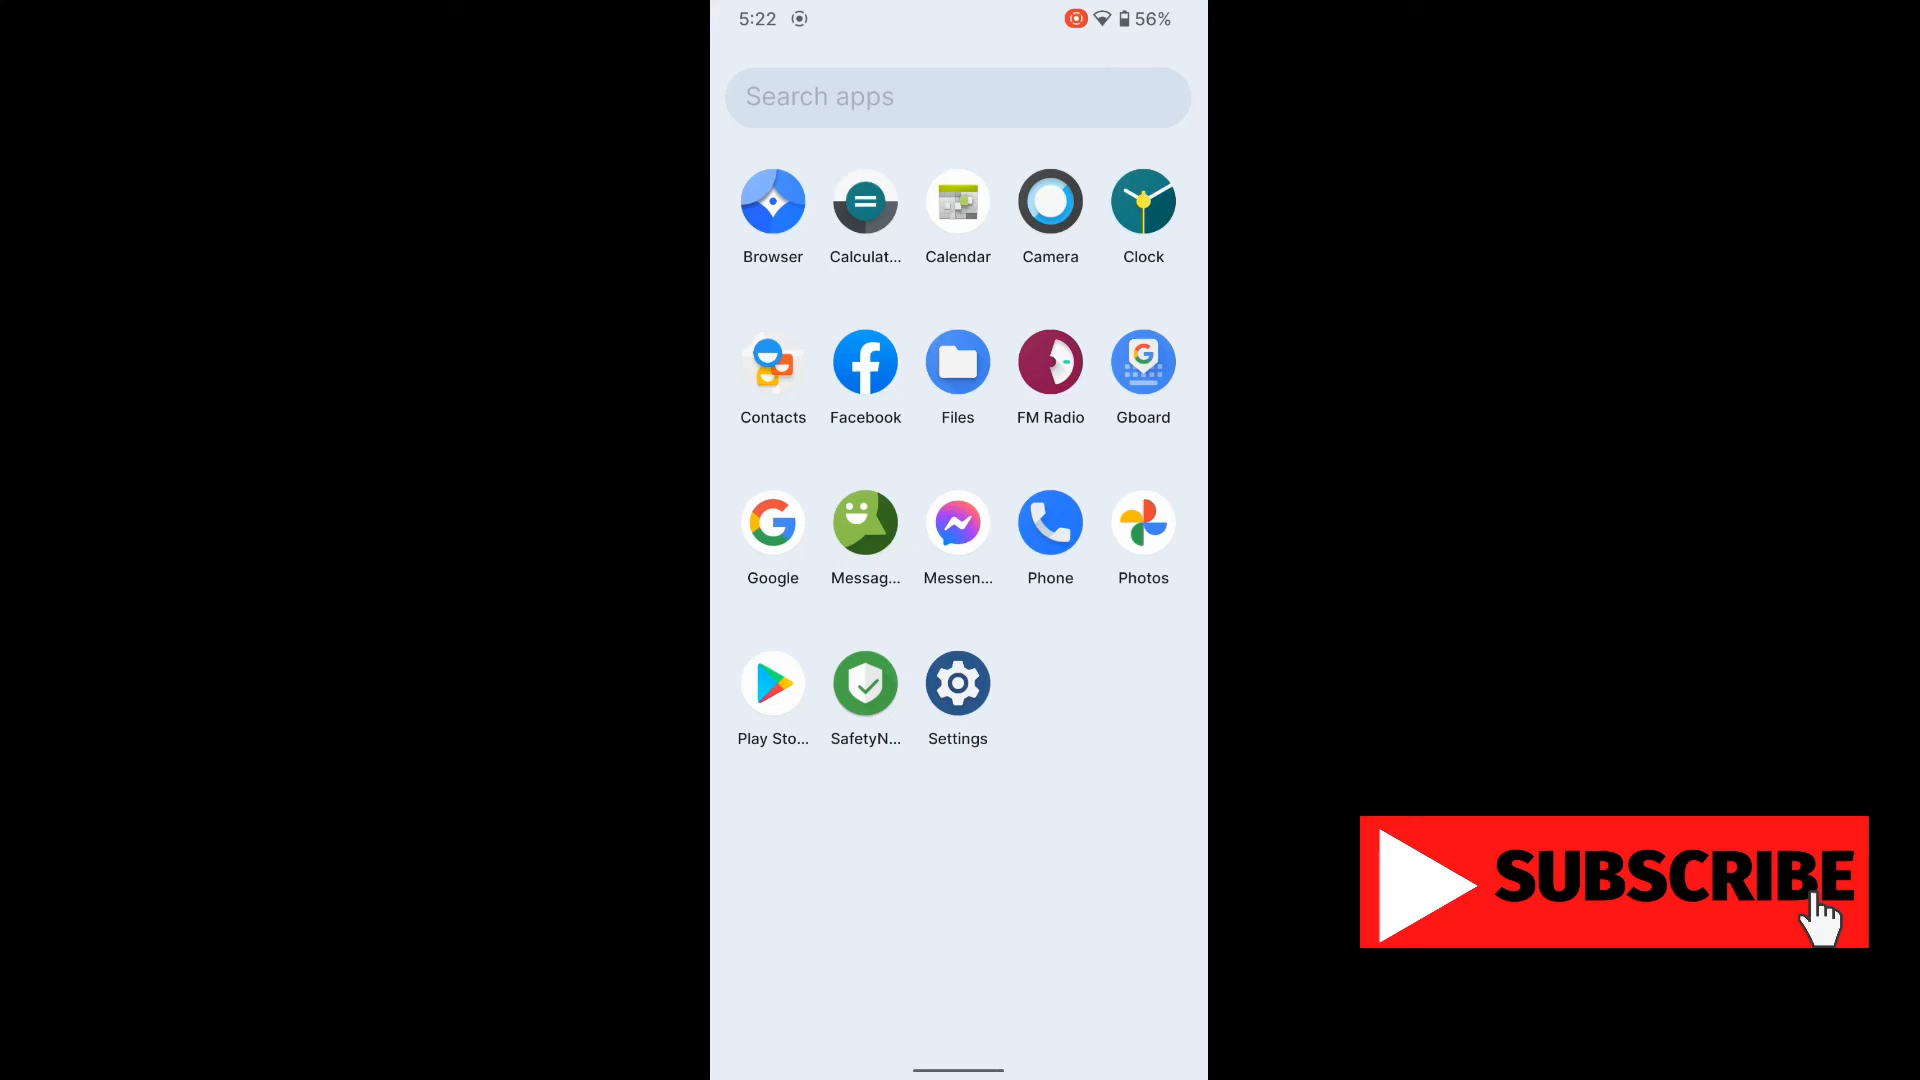 5:22 56%
Search apps
Browser Calculat... Calendar Camera Clock
Contacts Facebook Files FM Radio Gboard
Google Messag... Messen... Phone Photos
Play Sto... SafetyN... Settings
SUBSCRIBE